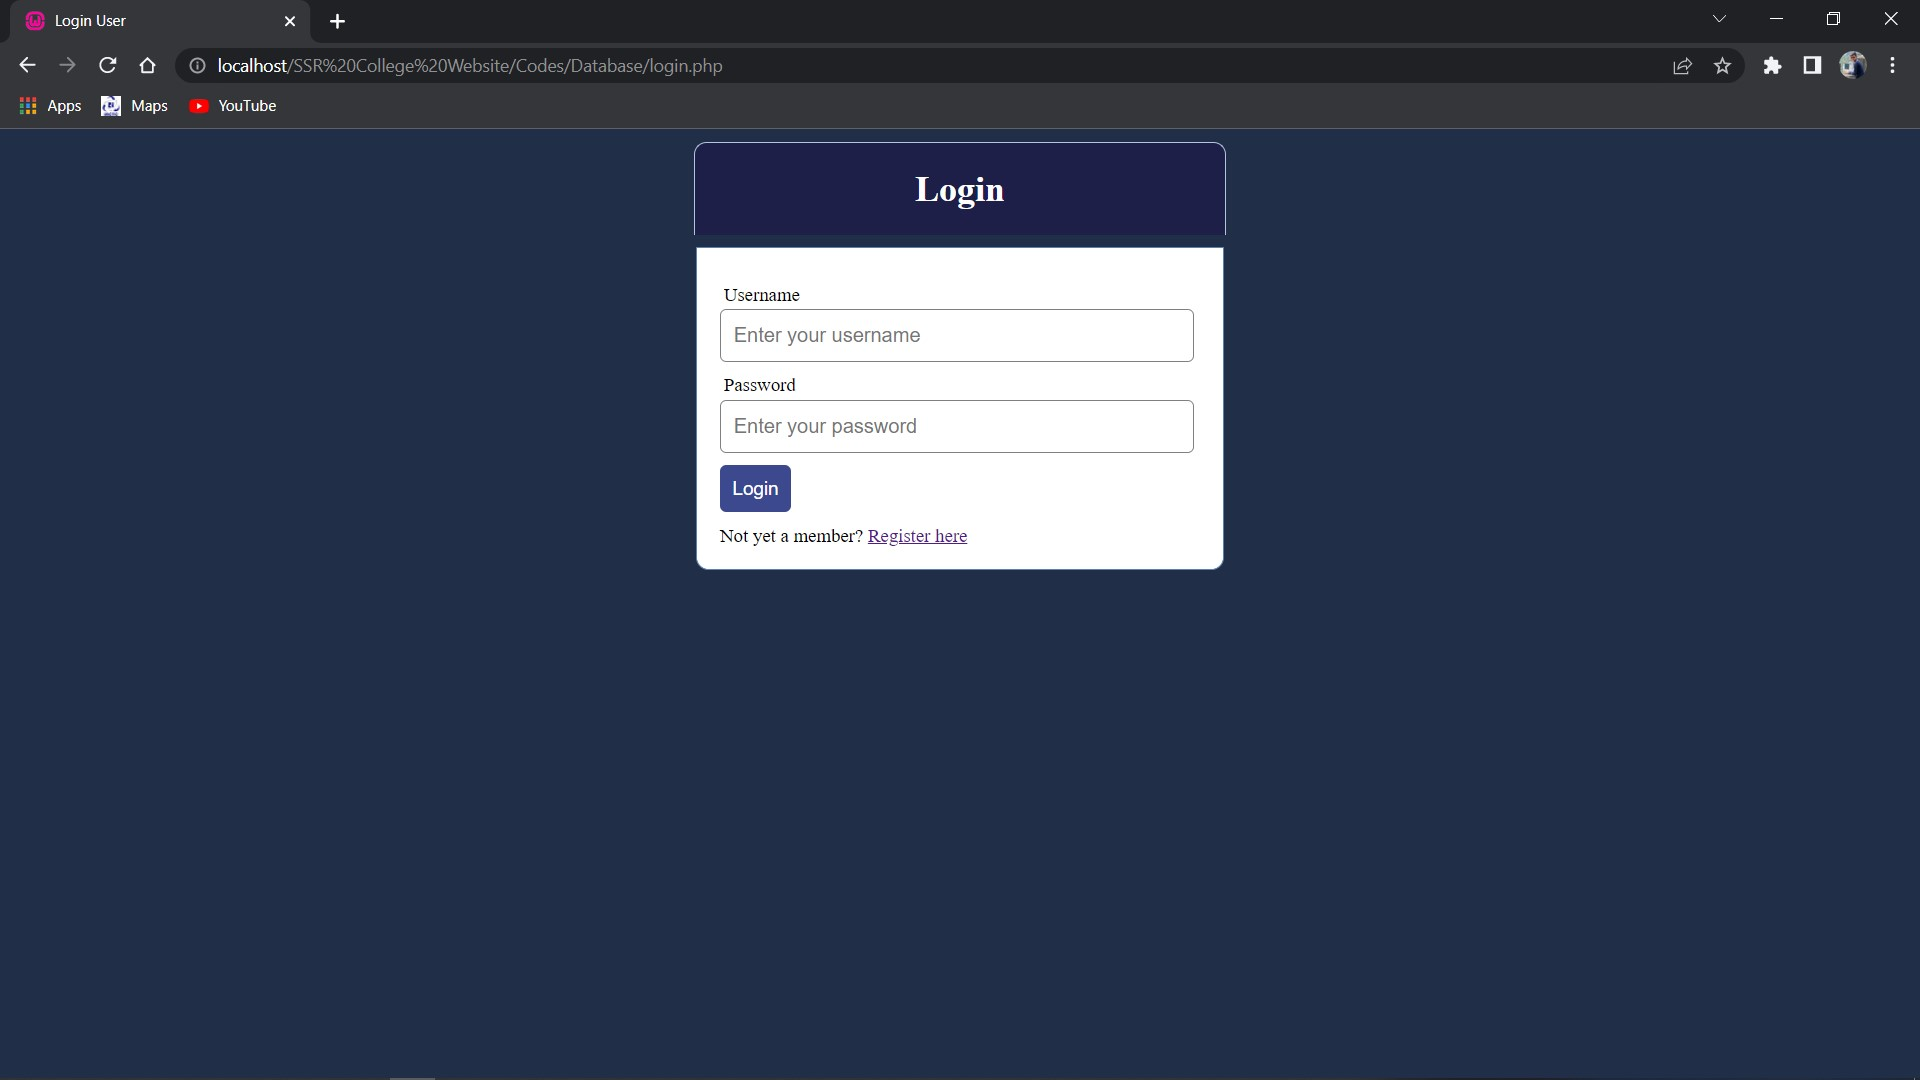 Login User
localhost/SSR%20College%20Website/Codes/Database/login.php
Apps Maps YouTube
Login
Username
Enter your username
Password
Enter your password
Login
Not yet a member? Register here